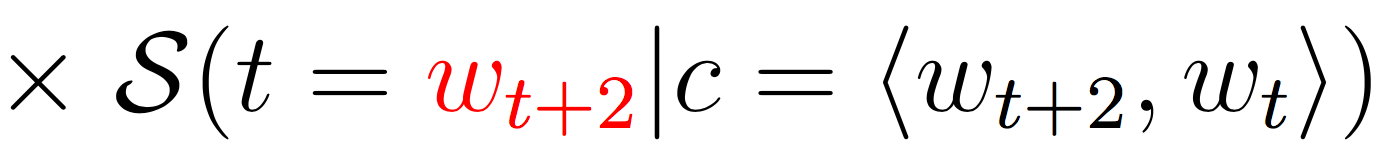 × 𝒮(t = w_{t+2}|c = ⟨w_{t+2}, w_t⟩)